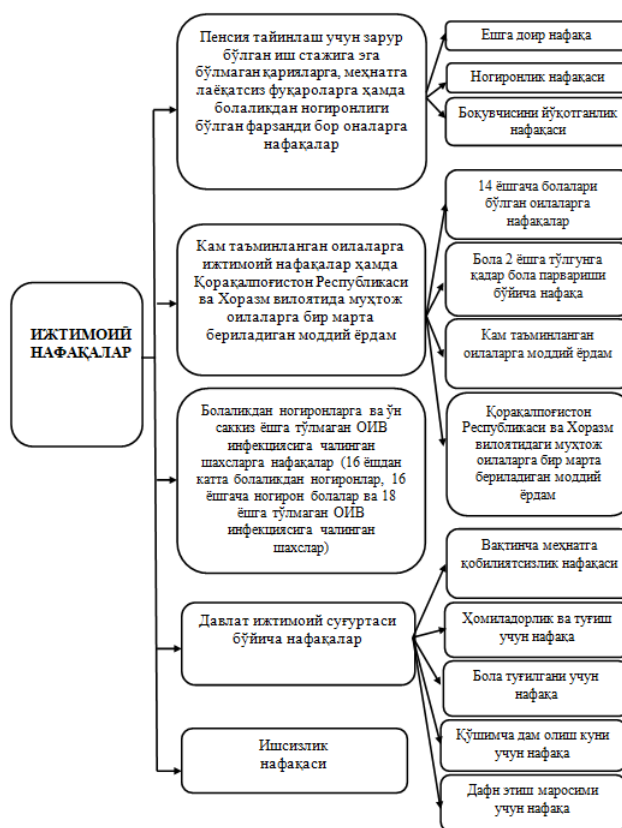 ИЖТИМОИЙ
НАФАҚАЛАР
Пенсия тайинлаш учун зарур
бўлган иш стажига эга
бўлмаган қарияларга, меҳнатга
лаёқатсиз фуқароларга ҳамда
болаликдан ногиронлиги
бўлган фарзанди бор оналарга
нафақалар
Ешга доир нафақа
Ногиронлик нафақаси
Боқувчисини йўқотганлик
нафақаси
Кам таъминланган оилаларга
ижтимоий нафақалар ҳамда
Қорақалпоғистон Республикаси
ва Хоразм вилоятида муҳтож
оилаларга бир марта
бериладиган моддий ёрдам
14 ёшгача болалари
бўлган оилаларга
нафақалар
Бола 2 ёшга тўлгунга
қадар бола парвариши
бўйича нафақа
Кам таъминланган
оилаларга моддий ёрдам
Қорақалпоғистон
Республикаси ва Хоразм
вилоятидаги муҳтож
оилаларга бир марта
бериладиган моддий
ёрдам
Болаликдан ногиронларга ва ўн
саккиз ёшга тўлмаган ОИВ
инфекциясига чалинган
шахсларга нафақалар (16 ёшдан
катта болаликдан ногиронлар, 16
ёшгача ногирон болалар ва 18
ёшга тўлмаган ОИВ
инфекциясига чалинган
шахслар)
Давлат ижтимоий суғуртаси
бўйича нафақалар
Вақтинча меҳнатга
қобилиятсизлик нафақаси
Ҳомиладорлик ва туғиш
учун нафақа
Бола туғилгани учун
нафақа
Қўшимча дам олиш куни
учун нафақа
Дафн этиш маросими
учун нафақа
Ишсизлик
нафақаси